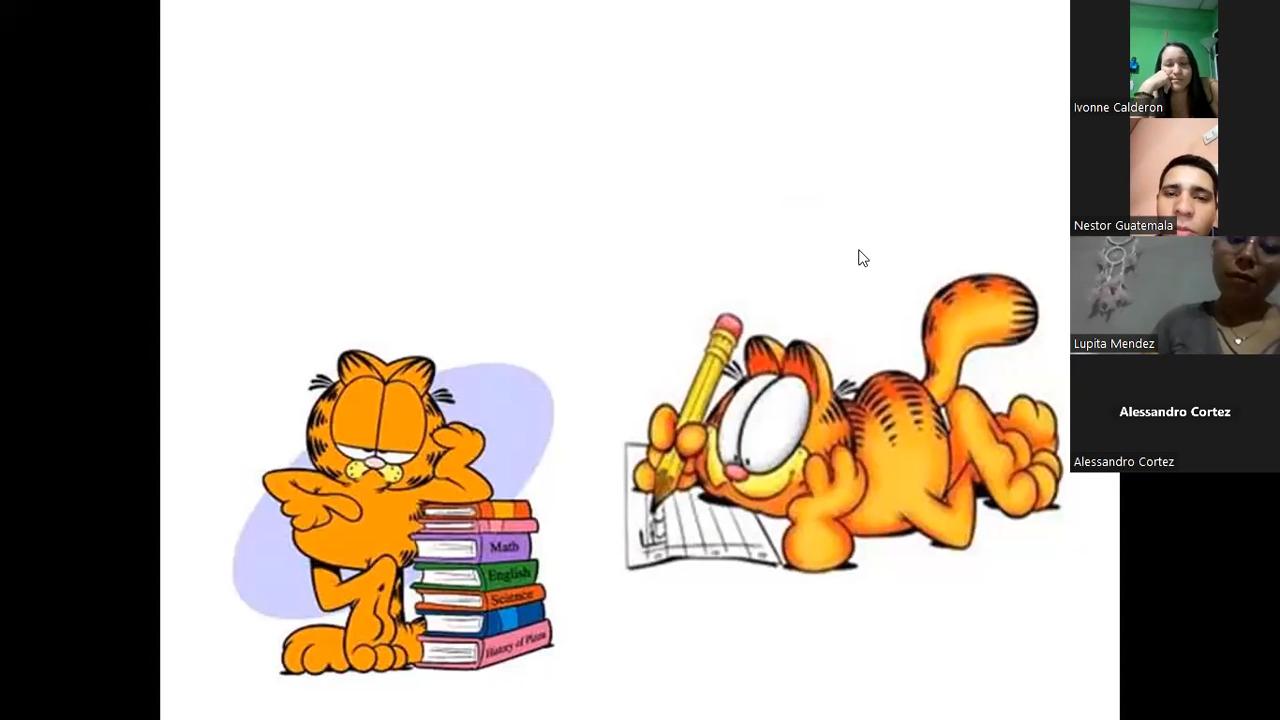 Ivonne Calderon
Nestor Guatemala
Lupita Mendez
Alessandro Cortez
Alessandro Cortez
Math
English
Science
History of Pizza